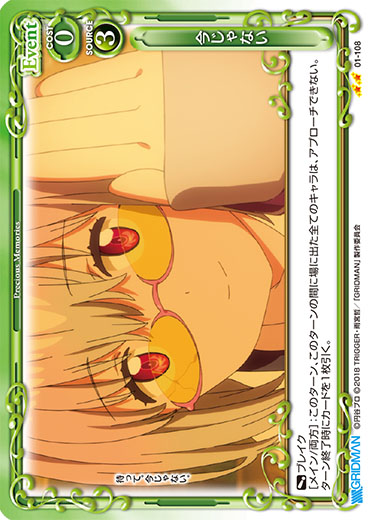 Event
COST
0
SOURCE
3
今じゃない
Precious Memories
待って。今じゃない。
ブレイク
[メイン/両方]:このターン、このターンの間に場に出た全てのキャラは、アプローチできない。
ターン終了時にカードを1枚引く。
GRIDMAN
©円谷プロ ©2018 TRIGGER・雨宮哲/「GRIDMAN」製作委員会
01-108